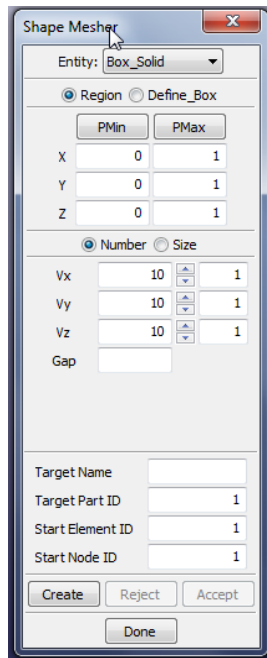 Shape Mesher
Entity: Box_Solid
Region Define_Box
PMin PMax
X 0 1
Y 0 1
Z 0 1
Number Size
Vx 10 1
Vy 10 1
Vz 10 1
Gap
Target Name
Target Part ID 1
Start Element ID 1
Start Node ID 1
Create Reject Accept
Done